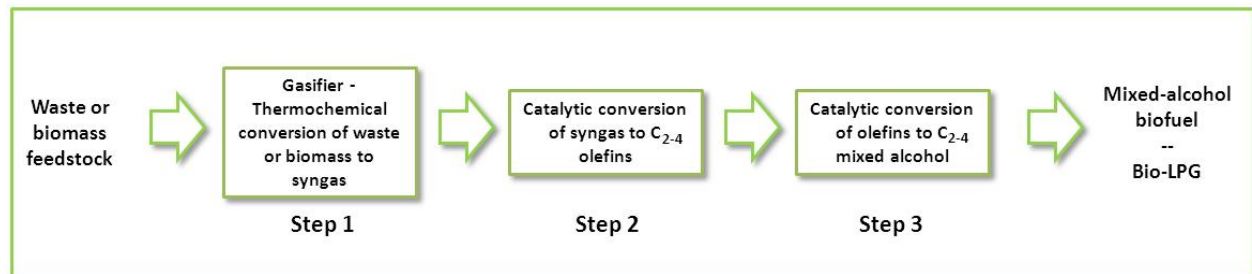 Waste or
biomass
feedstock
Gasifier -
Thermochemical
conversion of waste
or biomass to
syngas
Step 1
Catalytic conversion
of syngas to C2-4
olefins
Step 2
Catalytic conversion
of olefins to C2-4
mixed alcohol
Step 3
Mixed-alcohol
biofuel
--
Bio-LPG